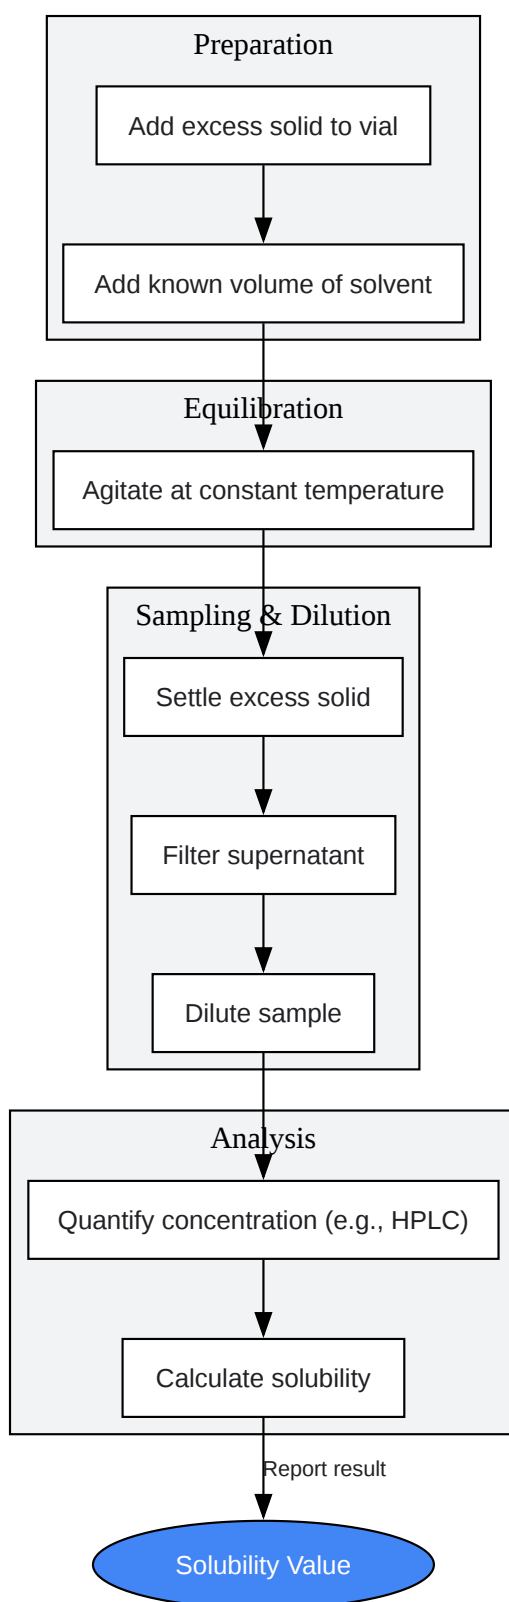 Preparation
Add excess solid to vial
Add known volume of solvent
Equilibration
Agitate at constant temperature
Sampling & Dilution
Settle excess solid
Filter supernatant
Dilute sample
Analysis
Quantify concentration (e.g., HPLC)
Calculate solubility
Report result
Solubility Value